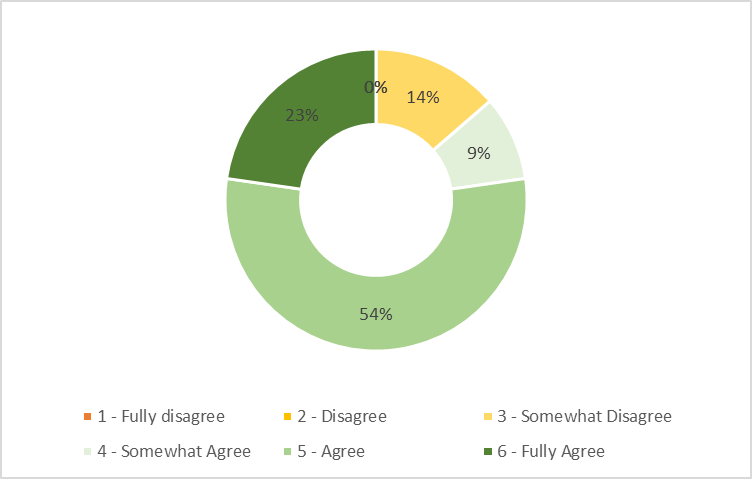 0%
14%
23%
9%
54%
1 - Fully disagree
2 - Disagree
3 - Somewhat Disagree
4 - Somewhat Agree
5 - Agree
6 - Fully Agree